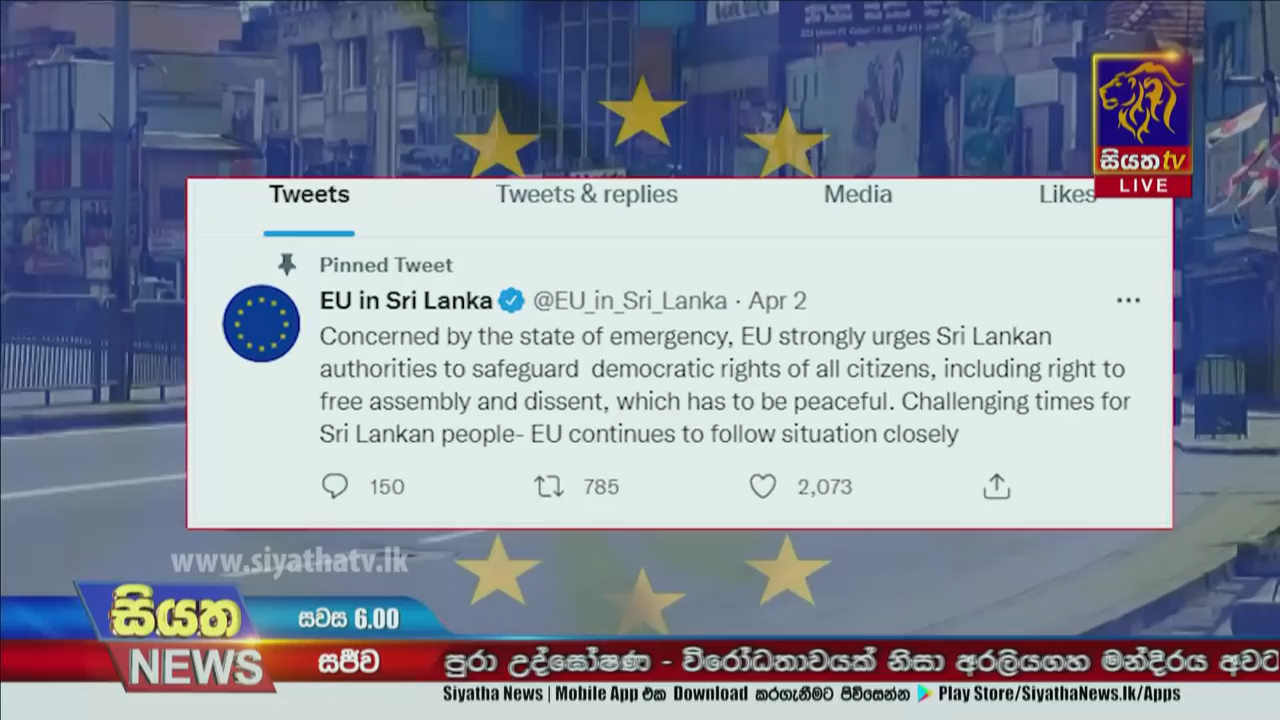 සියත tv
LIVE
Tweets
Tweets & replies
Media
Likes
Pinned Tweet
EU in Sri Lanka @EU_in_Sri_Lanka · Apr 2
Concerned by the state of emergency, EU strongly urges Sri Lankan
authorities to safeguard democratic rights of all citizens, including right to
free assembly and dissent, which has to be peaceful. Challenging times for
Sri Lankan people- EU continues to follow situation closely
150
785
2,073
www.siyathatv.lk
සියත
සවස 6.00
NEWS
සජීව
පුරා උද්ඝෝෂණ - විරෝධතාවයක් නිසා අරලියගහ මන්දිරය අවට
Siyatha News | Mobile App එක Download කරගැනීමට පිවිසෙන්න Play Store/SiyathaNews.lk/Apps